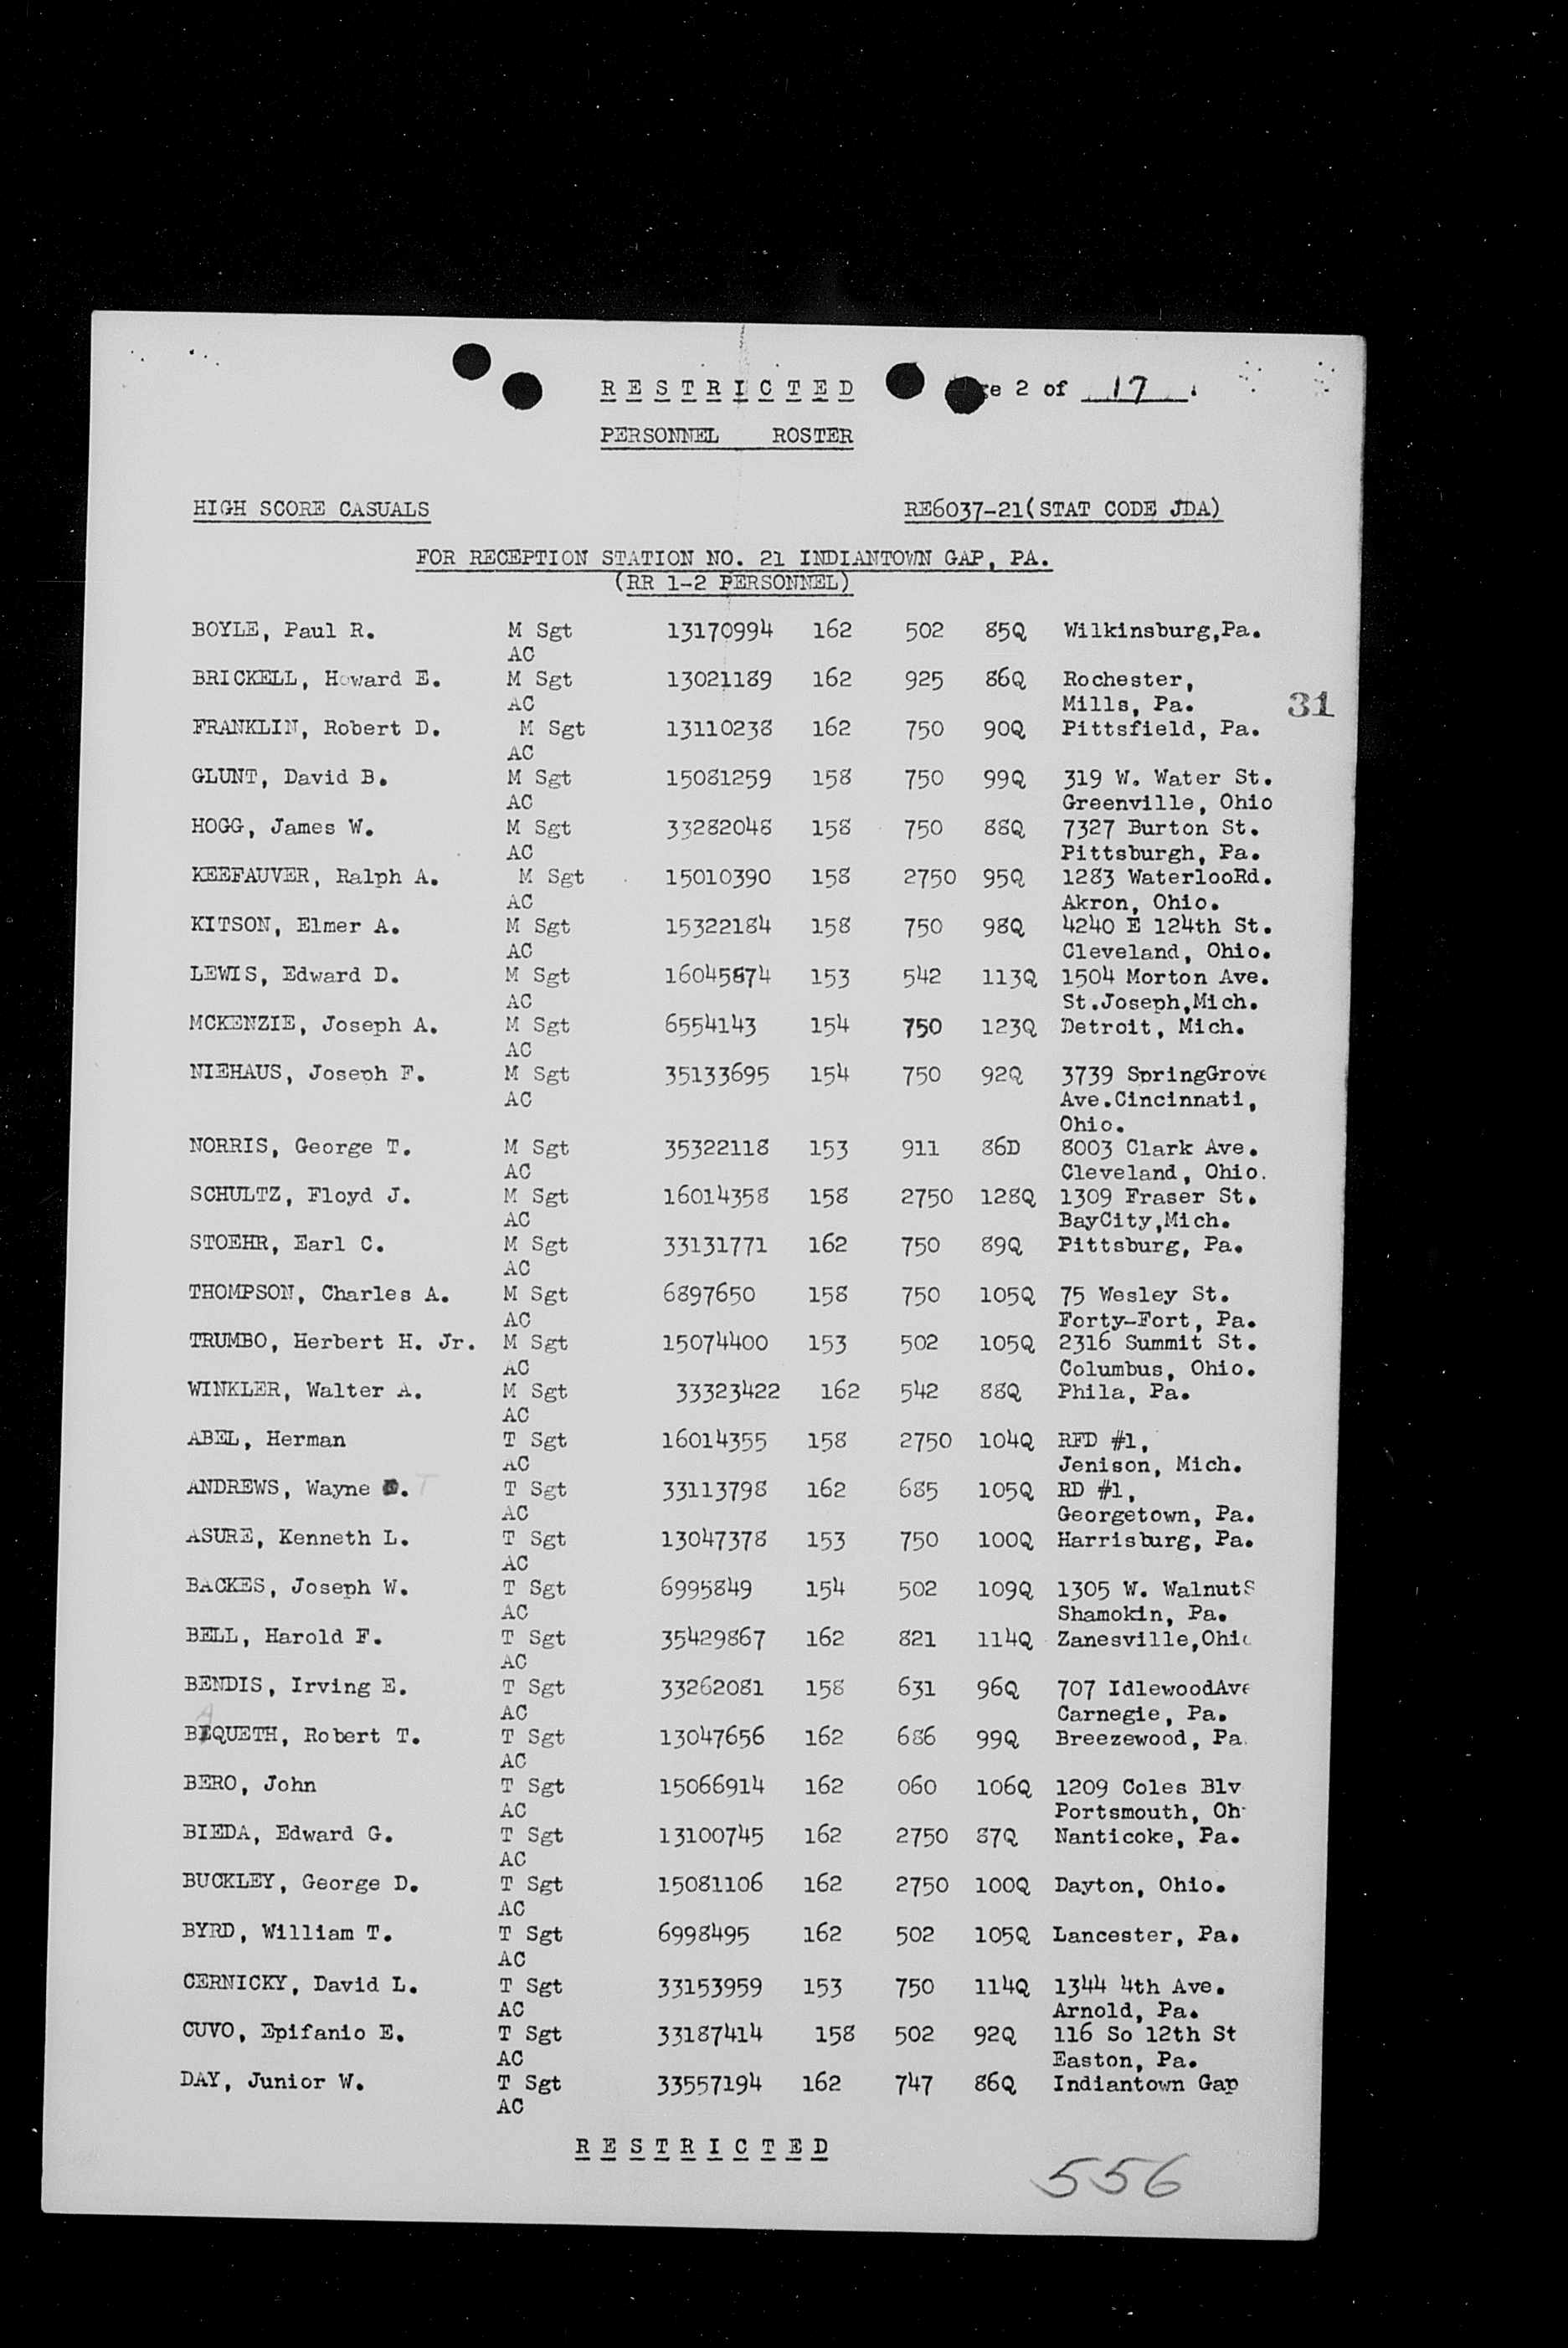 RESTRICTED e 2 of 17.
PERSONNEL ROSTER
HIGH SCORE CASUALS RE6037-21(STAT CODE JDA)
FOR RECEPTION STATION NO. 21 INDIANTOWN GAP, PA.
(RR 1-2 PERSONNEL)
BOYLE, Paul R. M Sgt 13170994 162 502 85Q Wilkinsburg,Pa.
AC
BRICKELL, Howard E. M Sgt 13021189 162 925 86Q Rochester,
AC Mills, Pa. 31
FRANKLIN, Robert D. M Sgt 13110238 162 750 90Q Pittsfield, Pa.
AC
GLUNT, David B. M Sgt 15081259 158 750 99Q 319 W. Water St.
AC Greenville, Ohio
HOGG, James W. M Sgt 33282048 158 750 88Q 7327 Burton St.
AC Pittsburgh, Pa.
KEEFAUVER, Ralph A. M Sgt 15010390 158 2750 95Q 1283 WaterlooRd.
AC Akron, Ohio.
KITSON, Elmer A. M Sgt 15322184 158 750 98Q 4240 E 124th St.
AC Cleveland, Ohio.
LEWIS, Edward D. M Sgt 16045874 153 542 113Q 1504 Morton Ave.
AC St.Joseph,Mich.
MCKENZIE, Joseph A. M Sgt 6554143 154 750 123Q Detroit, Mich.
AC
NIEHAUS, Joseph F. M Sgt 35133695 154 750 92Q 3739 SpringGrove
AC Ave.Cincinnati,
Ohio.
NORRIS, George T. M Sgt 35322118 153 911 86D 8003 Clark Ave.
AC Cleveland, Ohio.
SCHULTZ, Floyd J. M Sgt 16014358 158 2750 128Q 1309 Fraser St.
AC BayCity,Mich.
STOEHR, Earl C. M Sgt 33131771 162 750 89Q Pittsburg, Pa.
AC
THOMPSON, Charles A. M Sgt 6897650 158 750 105Q 75 Wesley St.
AC Forty-Fort, Pa.
TRUMBO, Herbert H. Jr. M Sgt 15074400 153 502 105Q 2316 Summit St.
AC Columbus, Ohio.
WINKLER, Walter A. M Sgt 33323422 162 542 88Q Phila, Pa.
AC
ABEL, Herman T Sgt 16014355 158 2750 104Q RFD #1,
AC Jenison, Mich.
ANDREWS, Wayne T T Sgt 33113798 162 685 105Q RD #1,
AC Georgetown, Pa.
ASURE, Kenneth L. T Sgt 13047378 153 750 100Q Harrisburg, Pa.
AC
BACKES, Joseph W. T Sgt 6995849 154 502 109Q 1305 W. WalnutS
AC Shamokin, Pa.
BELL, Harold F. T Sgt 35429867 162 821 114Q Zanesville,Ohio
AC
BENDIS, Irving E. T Sgt 33262081 158 631 96Q 707 IdlewoodAve
AC Carnegie, Pa.
BEQUETH, Robert T. T Sgt 13047656 162 686 99Q Breezewood, Pa.
AC
BERO, John T Sgt 15066914 162 060 106Q 1209 Coles Blv
AC Portsmouth, Oh
BIEDA, Edward G. T Sgt 13100745 162 2750 87Q Nanticoke, Pa.
AC
BUCKLEY, George D. T Sgt 15081106 162 2750 100Q Dayton, Ohio.
AC
BYRD, William T. T Sgt 6998495 162 502 105Q Lancester, Pa.
AC
CERNICKY, David L. T Sgt 33153959 153 750 114Q 1344 4th Ave.
AC Arnold, Pa.
CUVO, Epifanio E. T Sgt 33187414 158 502 92Q 116 So 12th St
AC Easton, Pa.
DAY, Junior W. T Sgt 33557194 162 747 86Q Indiantown Gap
AC
RESTRICTED
556